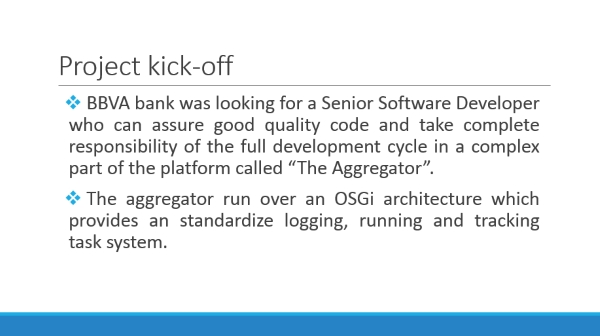 Project kick-off
❖ BBVA bank was looking for a Senior Software Developer
who can assure good quality code and take complete
responsibility of the full development cycle in a complex
part of the platform called “The Aggregator”.
❖ The aggregator run over an OSGi architecture which
provides an standardize logging, running and tracking
task system.